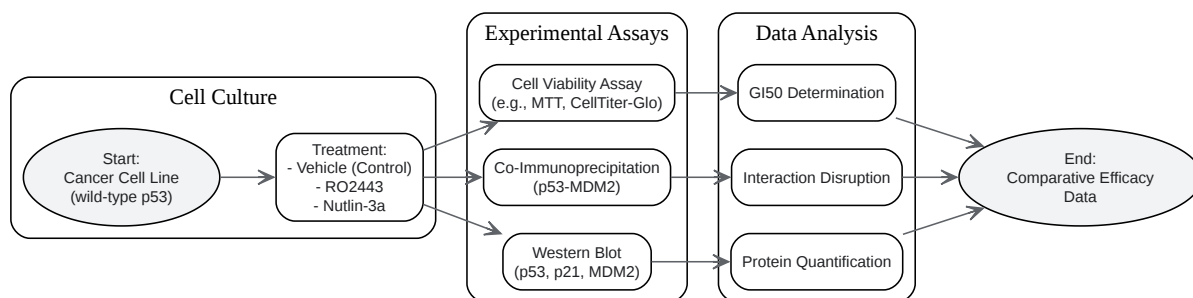 Cell Culture
Start:
Cancer Cell Line
(wild-type p53)
Treatment:
- Vehicle (Control)
- RO2443
- Nutlin-3a
Experimental Assays
Cell Viability Assay
(e.g., MTT, CellTiter-Glo)
Co-Immunoprecipitation
(p53-MDM2)
Western Blot
(p53, p21, MDM2)
Data Analysis
GI50 Determination
Interaction Disruption
Protein Quantification
End:
Comparative Efficacy
Data